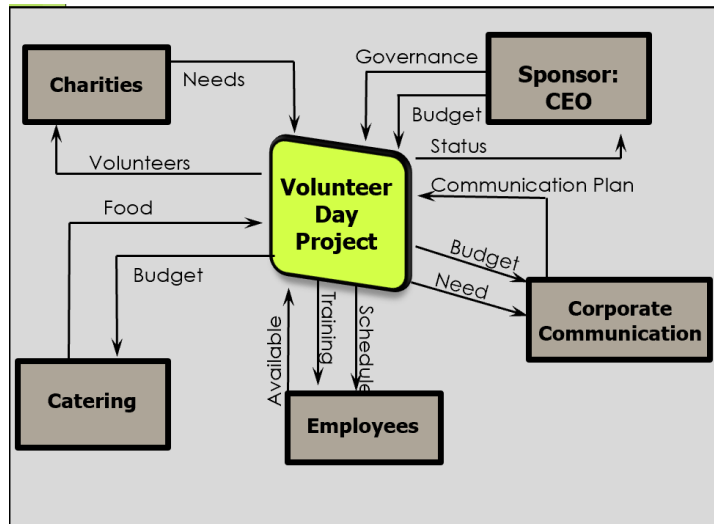 Governance
Sponsor:
CEO
Charities
Needs
Budget
Status
Volunteers
Volunteer
Day
Project
Communication Plan
Food
Budget
Budget
Need
Corporate
Communication
Available
Training
Schedule
Catering
Employees